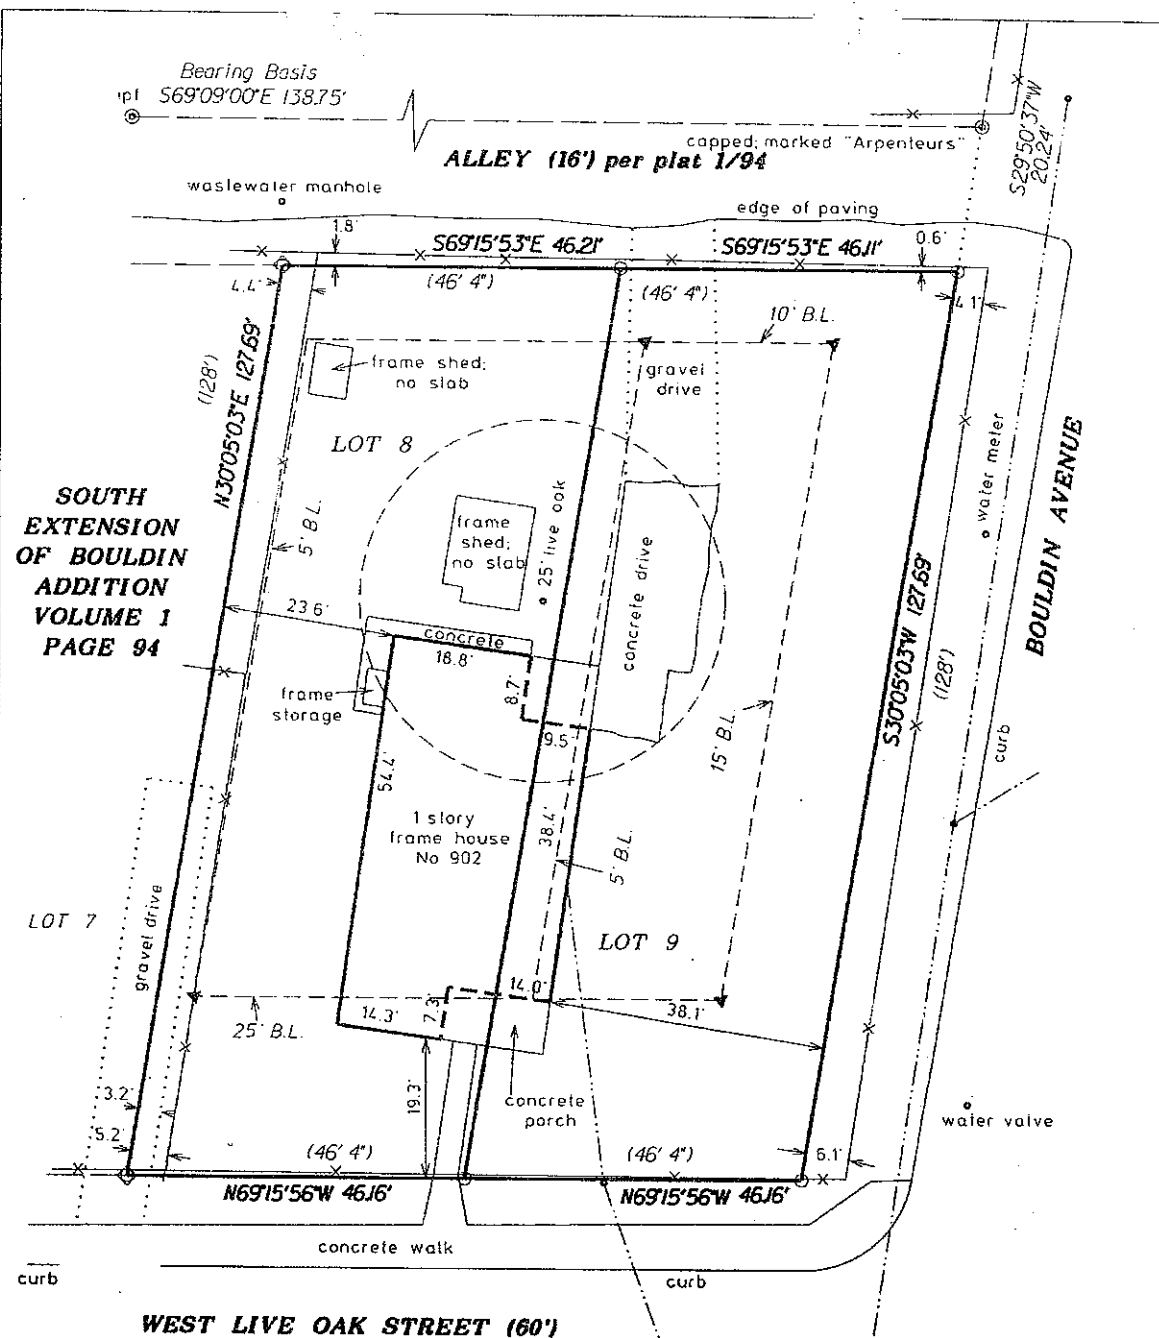 Bearing Basis
ipf S69°09'00"E 138.75'
capped; marked "Arpenteurs"
ALLEY (16') per plat 1/94
S29°50'37"W
20.24'
wastewater manhole
edge of paving
1.8'
S69°15'53"E 46.21'
S69°15'53"E 46.11'
0.6'
4.4'
(46' 4")
(46' 4")
4.1'
10' B.L.
frame shed;
no slab
gravel
drive
(128')
N30°05'03"E 127.69'
LOT 8
water meter
BOULDIN AVENUE
SOUTH
EXTENSION
OF BOULDIN
ADDITION
VOLUME 1
PAGE 94
5' B.L.
frame
shed;
no slab
25" live oak
concrete drive
S30°05'03"W 127.69'
(128')
23.6'
concrete
18.8'
8.7'
frame
storage
9.5'
15' B.L.
curb
54.4'
1 story
frame house
No 902
38.4'
5' B.L.
LOT 7
gravel drive
LOT 9
14.0'
14.3'
7.3'
38.1'
25' B.L.
19.3'
concrete
porch
3.2'
5.2'
water valve
(46' 4")
(46' 4")
6.1'
N69°15'56"W 46.16'
N69°15'56"W 46.16'
concrete walk
curb
curb
WEST LIVE OAK STREET (60')